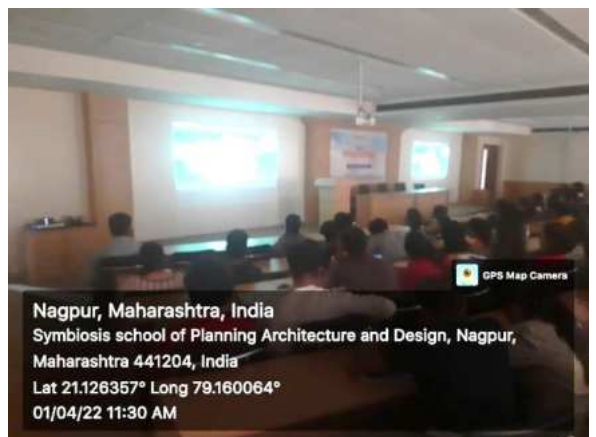 GPS Map Camera
Nagpur, Maharashtra, India
Symbiosis school of Planning Architecture and Design, Nagpur,
Maharashtra 441204, India
Lat 21.126357° Long 79.160064°
01/04/22 11:30 AM